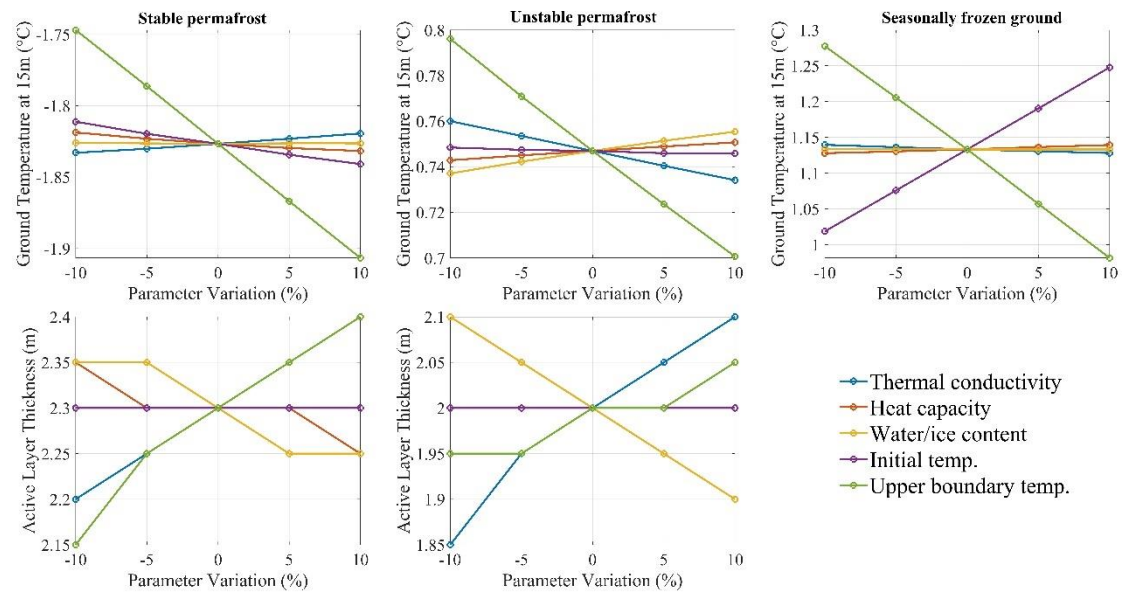 Stable permafrost
Ground Temperature at 15m (°C)
-1.75
-1.8
-1.85
-1.9
-10 -5 0 5 10
Parameter Variation (%)
Unstable permafrost
Ground Temperature at 15m (°C)
0.8
0.78
0.76
0.74
0.72
0.7
-10 -5 0 5 10
Parameter Variation (%)
Seasonally frozen ground
Ground Temperature at 15m (°C)
1.3
1.25
1.2
1.15
1.1
1.05
1
-10 -5 0 5 10
Parameter Variation (%)
Active Layer Thickness (m)
2.4
2.35
2.3
2.25
2.2
2.15
-10 -5 0 5 10
Parameter Variation (%)
Active Layer Thickness (m)
2.1
2.05
2
1.95
1.9
1.85
-10 -5 0 5 10
Parameter Variation (%)
Thermal conductivity
Heat capacity
Water/ice content
Initial temp.
Upper boundary temp.